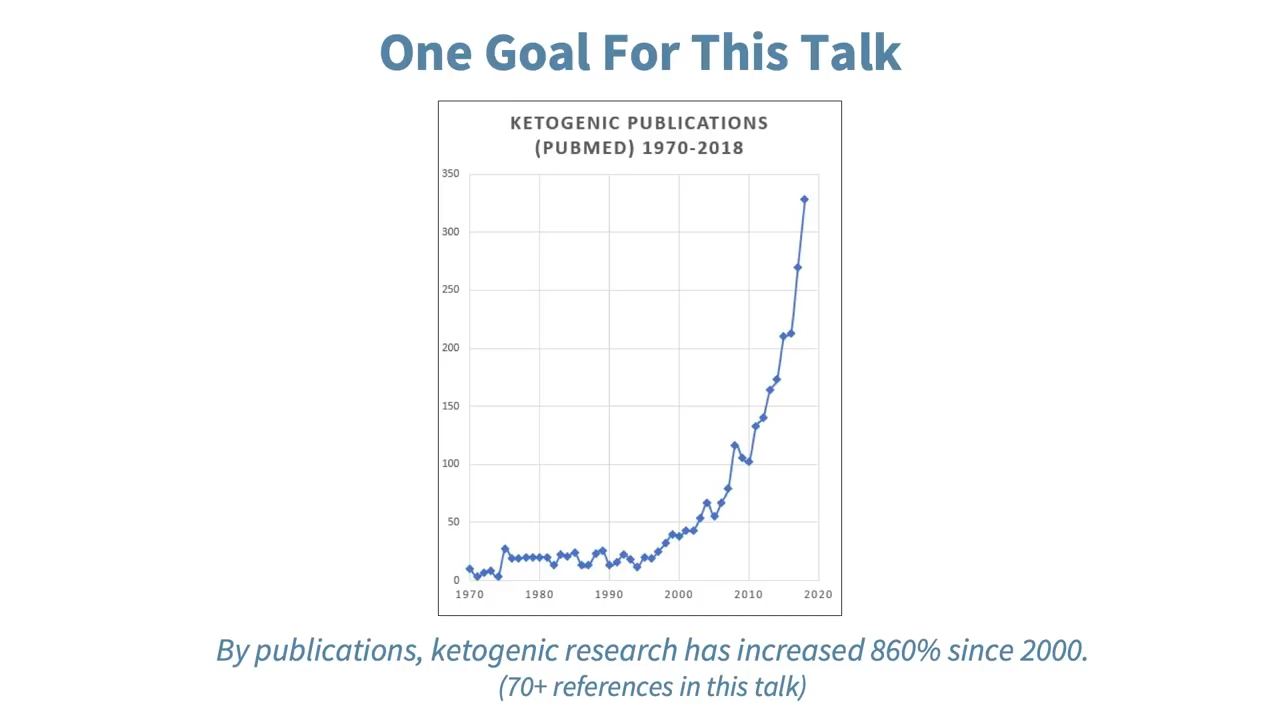 One Goal For This Talk
KETOGENIC PUBLICATIONS
(PUBMED) 1970-2018
350
300
250
200
150
100
50
0
1970 1980 1990 2000 2010 2020
By publications, ketogenic research has increased 860% since 2000.
(70+ references in this talk)